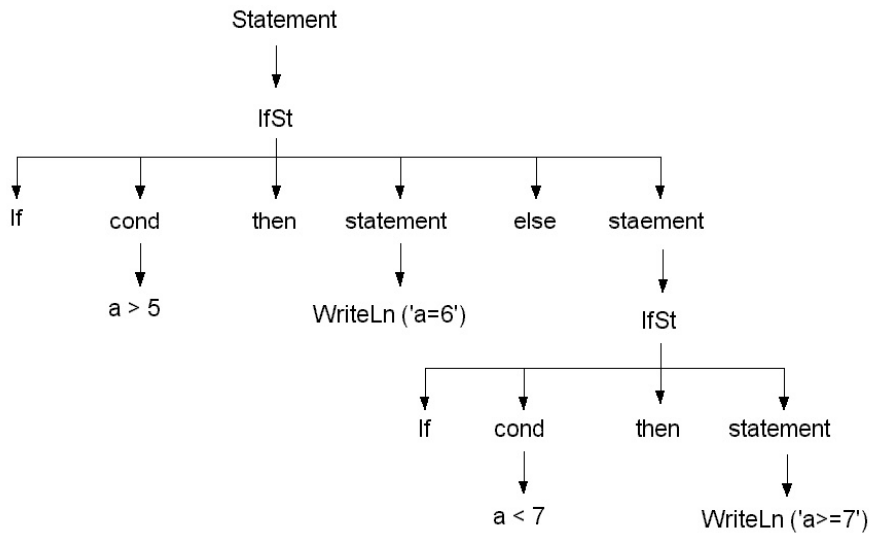 Statement
IfSt
If cond then statement else staement
a > 5 WriteLn ('a=6') IfSt
If cond then statement
a < 7 WriteLn ('a>=7')